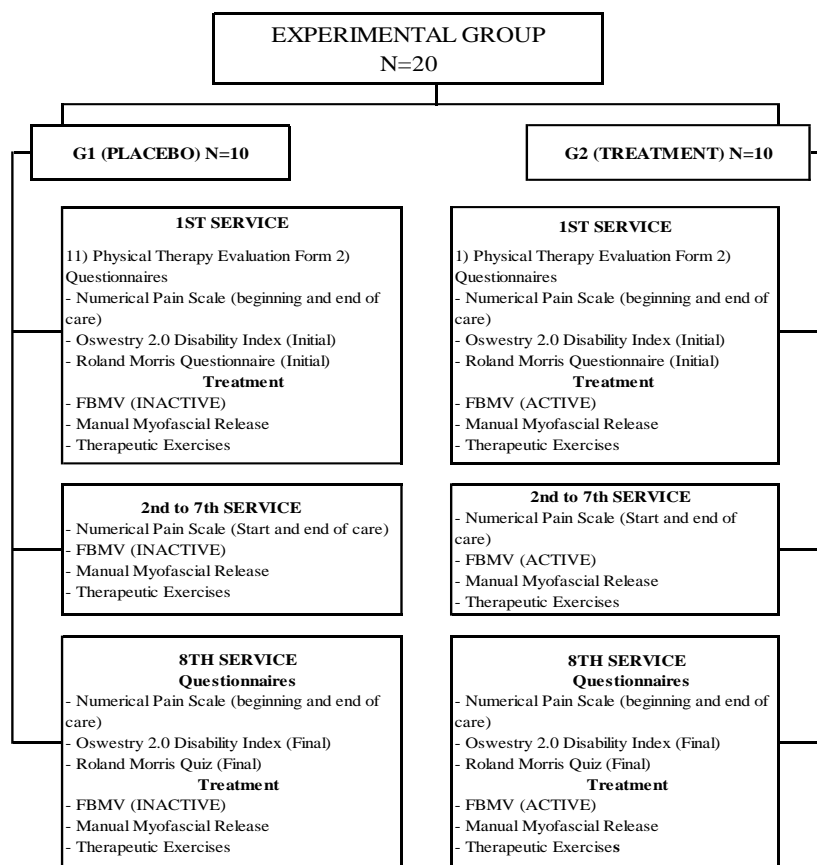 EXPERIMENTAL GROUP
N=20
G1 (PLACEBO) N=10
G2 (TREATMENT) N=10
1ST SERVICE
11) Physical Therapy Evaluation Form 2)
Questionnaires
- Numerical Pain Scale (beginning and end of
care)
- Oswestry 2.0 Disability Index (Initial)
- Roland Morris Questionnaire (Initial)
Treatment
- FBMV (INACTIVE)
- Manual Myofascial Release
- Therapeutic Exercises
1ST SERVICE
1) Physical Therapy Evaluation Form 2)
Questionnaires
- Numerical Pain Scale (beginning and end of
care)
- Oswestry 2.0 Disability Index (Initial)
- Roland Morris Questionnaire (Initial)
Treatment
- FBMV (ACTIVE)
- Manual Myofascial Release
- Therapeutic Exercises
2nd to 7th SERVICE
- Numerical Pain Scale (Start and end of care)
- FBMV (INACTIVE)
- Manual Myofascial Release
- Therapeutic Exercises
2nd to 7th SERVICE
- Numerical Pain Scale (Start and end of
care)
- FBMV (ACTIVE)
- Manual Myofascial Release
- Therapeutic Exercises
8TH SERVICE
Questionnaires
- Numerical Pain Scale (beginning and end of
care)
- Oswestry 2.0 Disability Index (Final)
- Roland Morris Quiz (Final)
Treatment
- FBMV (INACTIVE)
- Manual Myofascial Release
- Therapeutic Exercises
8TH SERVICE
Questionnaires
- Numerical Pain Scale (beginning and end of
care)
- Oswestry 2.0 Disability Index (Final)
- Roland Morris Quiz (Final)
Treatment
- FBMV (ACTIVE)
- Manual Myofascial Release
- Therapeutic Exercises